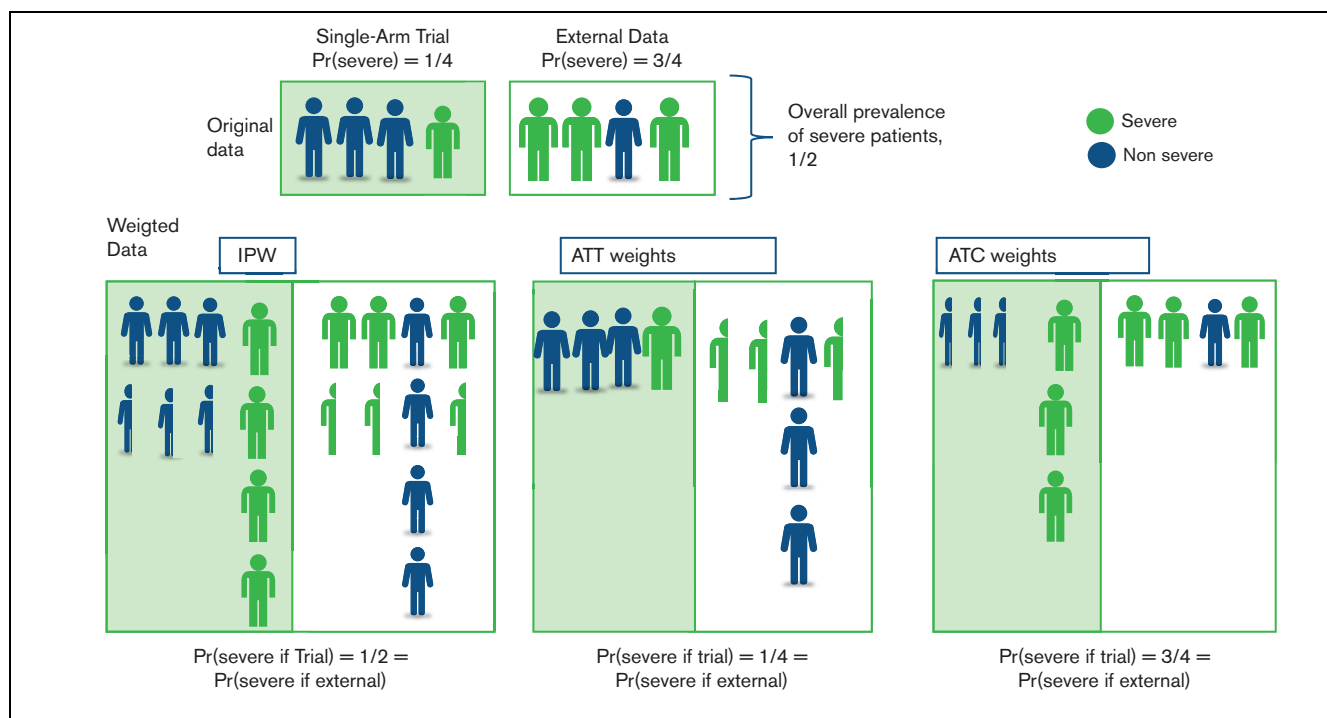 Single-Arm Trial
Pr(severe) = 1/4
External Data
Pr(severe) = 3/4
Original
data
Overall prevalence
of severe patients,
1/2
Severe
Non severe
Weigted
Data
IPW
ATT weights
ATC weights
Pr(severe if Trial) = 1/2 =
Pr(severe if external)
Pr(severe if trial) = 1/4 =
Pr(severe if external)
Pr(severe if trial) = 3/4 =
Pr(severe if external)